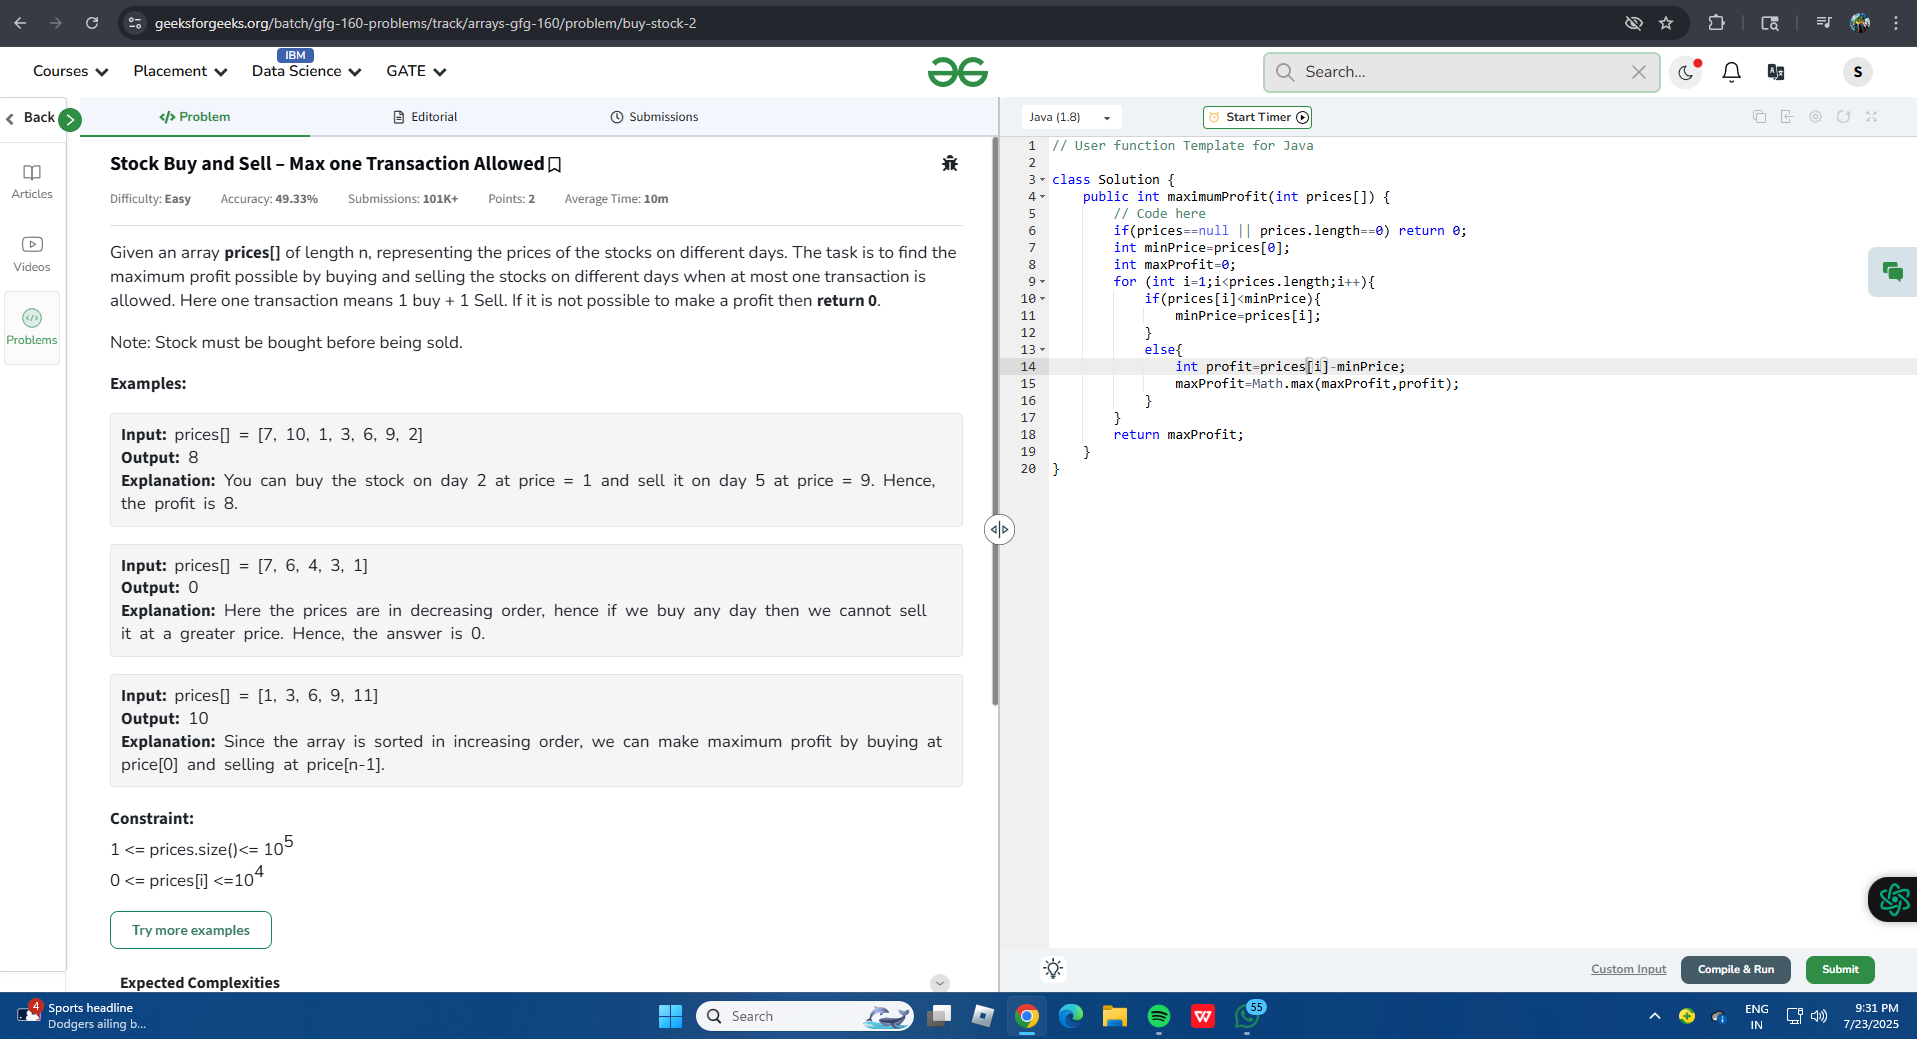 geeksforgeeks.org/batch/gfg-160-problems/track/arrays-gfg-160/problem/buy-stock-2
IBM
Courses Placement Data Science GATE Search... S
Back Problem Editorial Submissions Java (1.8) Start Timer
Articles
Videos
Problems
Stock Buy and Sell – Max one Transaction Allowed
Difficulty: Easy Accuracy: 49.33% Submissions: 101K+ Points: 2 Average Time: 10m
Given an array prices[] of length n, representing the prices of the stocks on different days. The task is to find the
maximum profit possible by buying and selling the stocks on different days when at most one transaction is
allowed. Here one transaction means 1 buy + 1 Sell. If it is not possible to make a profit then return 0.
Note: Stock must be bought before being sold.
Examples:
Input: prices[] = [7, 10, 1, 3, 6, 9, 2]
Output: 8
Explanation: You can buy the stock on day 2 at price = 1 and sell it on day 5 at price = 9. Hence,
the profit is 8.
Input: prices[] = [7, 6, 4, 3, 1]
Output: 0
Explanation: Here the prices are in decreasing order, hence if we buy any day then we cannot sell
it at a greater price. Hence, the answer is 0.
Input: prices[] = [1, 3, 6, 9, 11]
Output: 10
Explanation: Since the array is sorted in increasing order, we can make maximum profit by buying at
price[0] and selling at price[n-1].
Constraint:
1 <= prices.size()<= 10^5
0 <= prices[i] <=10^4
Try more examples
Expected Complexities
1 // User function Template for Java
2
3 class Solution {
4 public int maximumProfit(int prices[]) {
5 // Code here
6 if(prices==null || prices.length==0) return 0;
7 int minPrice=prices[0];
8 int maxProfit=0;
9 for (int i=1;i<prices.length;i++){
10 if(prices[i]<minPrice){
11 minPrice=prices[i];
12 }
13 else{
14 int profit=prices[i]-minPrice;
15 maxProfit=Math.max(maxProfit,profit);
16 }
17 }
18 return maxProfit;
19 }
20 }
Custom Input Compile & Run Submit
4 Sports headline
Dodgers ailing b...
Search
55
ENG
IN
9:31 PM
7/23/2025